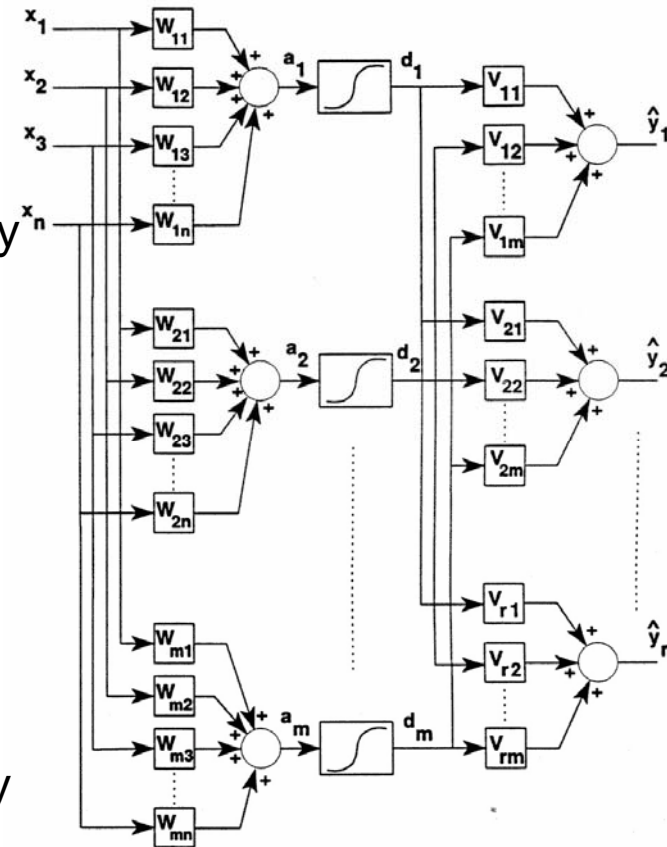 x1 W11 + a1 d1 V11 +
x2 W12 + + V12 + ŷ1
x3 W13 + + V1m +
y xn W1n
W21 + a2 d2 V21 +
W22 + + V22 + ŷ2
W23 + + V2m +
W2n
Wm1 + am dm Vr1 +
Wm2 + + Vr2 + ŷr
Wm3 + + Vrm +
y Wmn